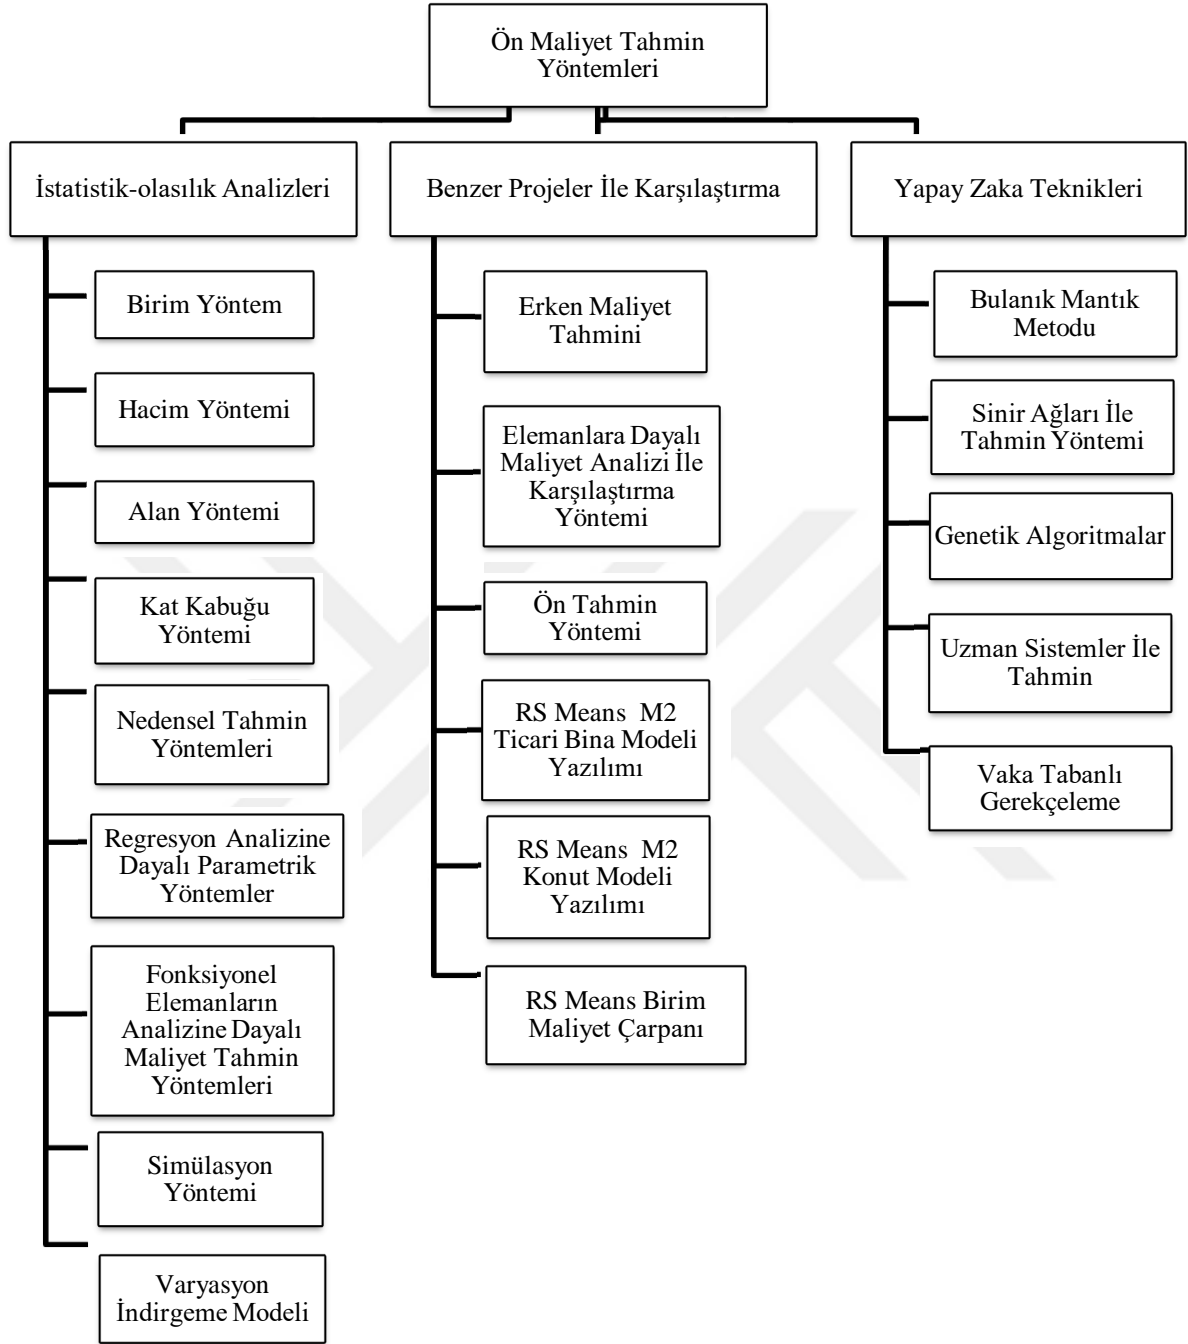 Ön Maliyet Tahmin
Yöntemleri
İstatistik-olasılık Analizleri
Birim Yöntem
Hacim Yöntemi
Alan Yöntemi
Kat Kabuğu
Yöntemi
Nedensel Tahmin
Yöntemleri
Regresyon Analizine
Dayalı Parametrik
Yöntemler
Fonksiyonel
Elemanların
Analizine Dayalı
Maliyet Tahmin
Yöntemleri
Simülasyon
Yöntemi
Varyasyon
İndirgeme Modeli
Benzer Projeler İle Karşılaştırma
Erken Maliyet
Tahmini
Elemanlara Dayalı
Maliyet Analizi İle
Karşılaştırma
Yöntemi
Ön Tahmin
Yöntemi
RS Means M2
Ticari Bina Modeli
Yazılımı
RS Means M2
Konut Modeli
Yazılımı
RS Means Birim
Maliyet Çarpanı
Yapay Zaka Teknikleri
Bulanık Mantık
Metodu
Sinir Ağları İle
Tahmin Yöntemi
Genetik Algoritmalar
Uzman Sistemler İle
Tahmin
Vaka Tabanlı
Gerekçeleme